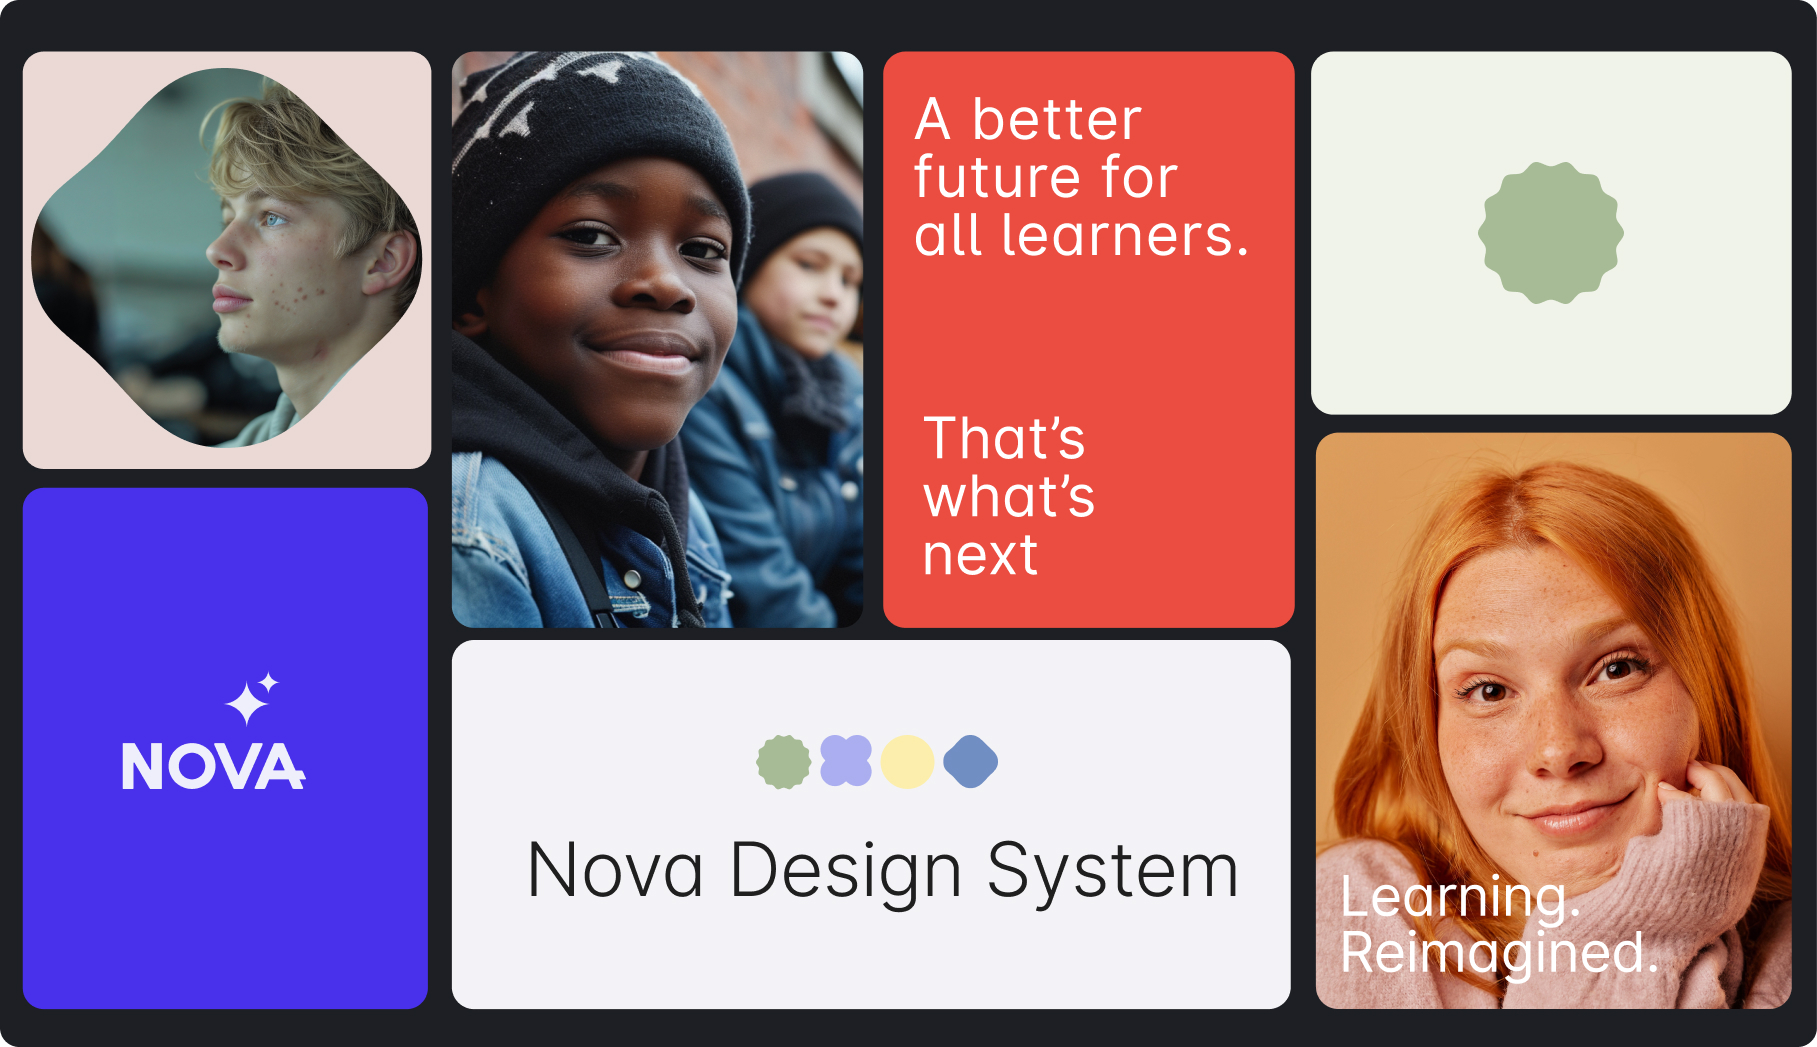 A better
future for
all learners.
That’s
what’s
next
NOVA
Nova Design System
Learning.
Reimagined.